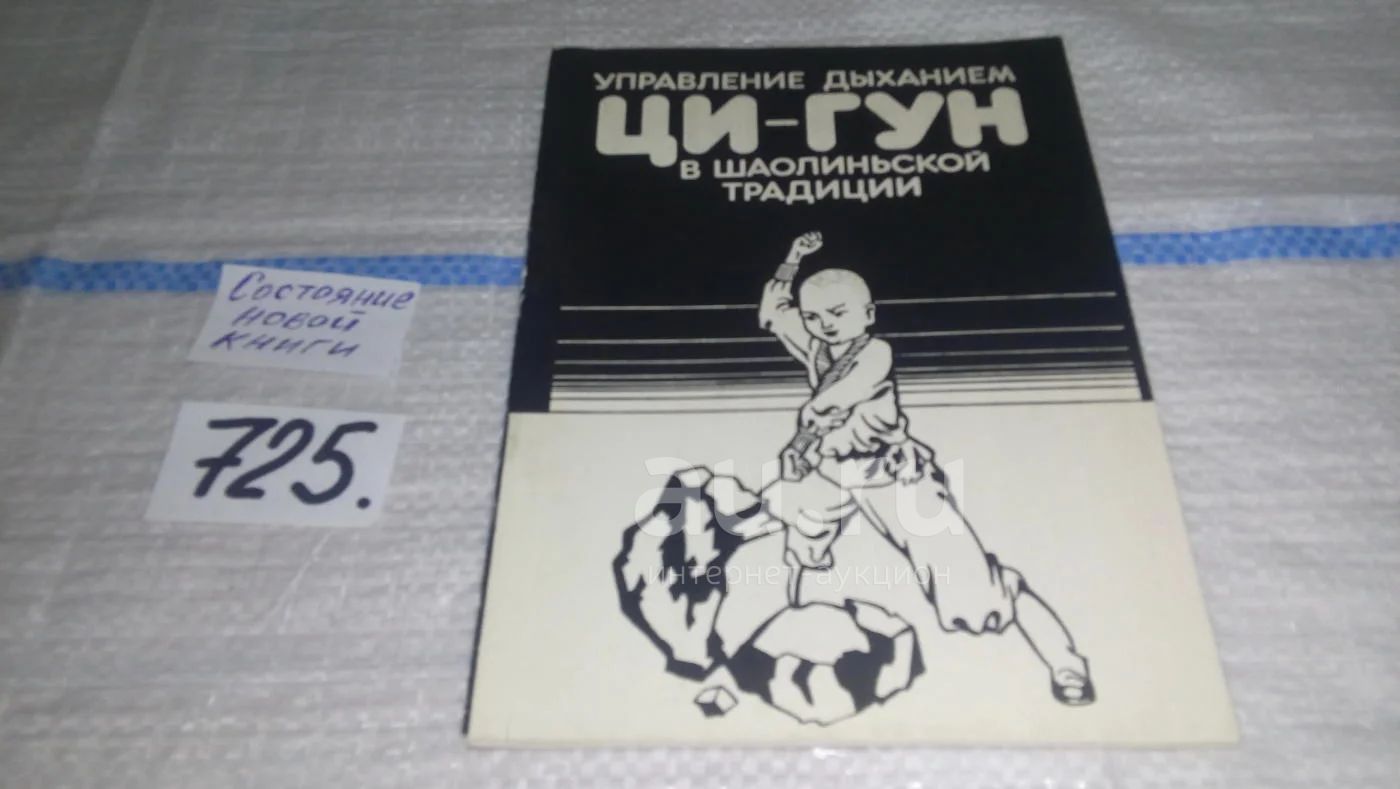 УПРАВЛЕНИЕ ДЫХАНИЕМ
ЦИ-ГУН
В ШАОЛИНЬСКОЙ
ТРАДИЦИИ
Состояние
новой
книги
725.
au.ru
интернет-аукцион